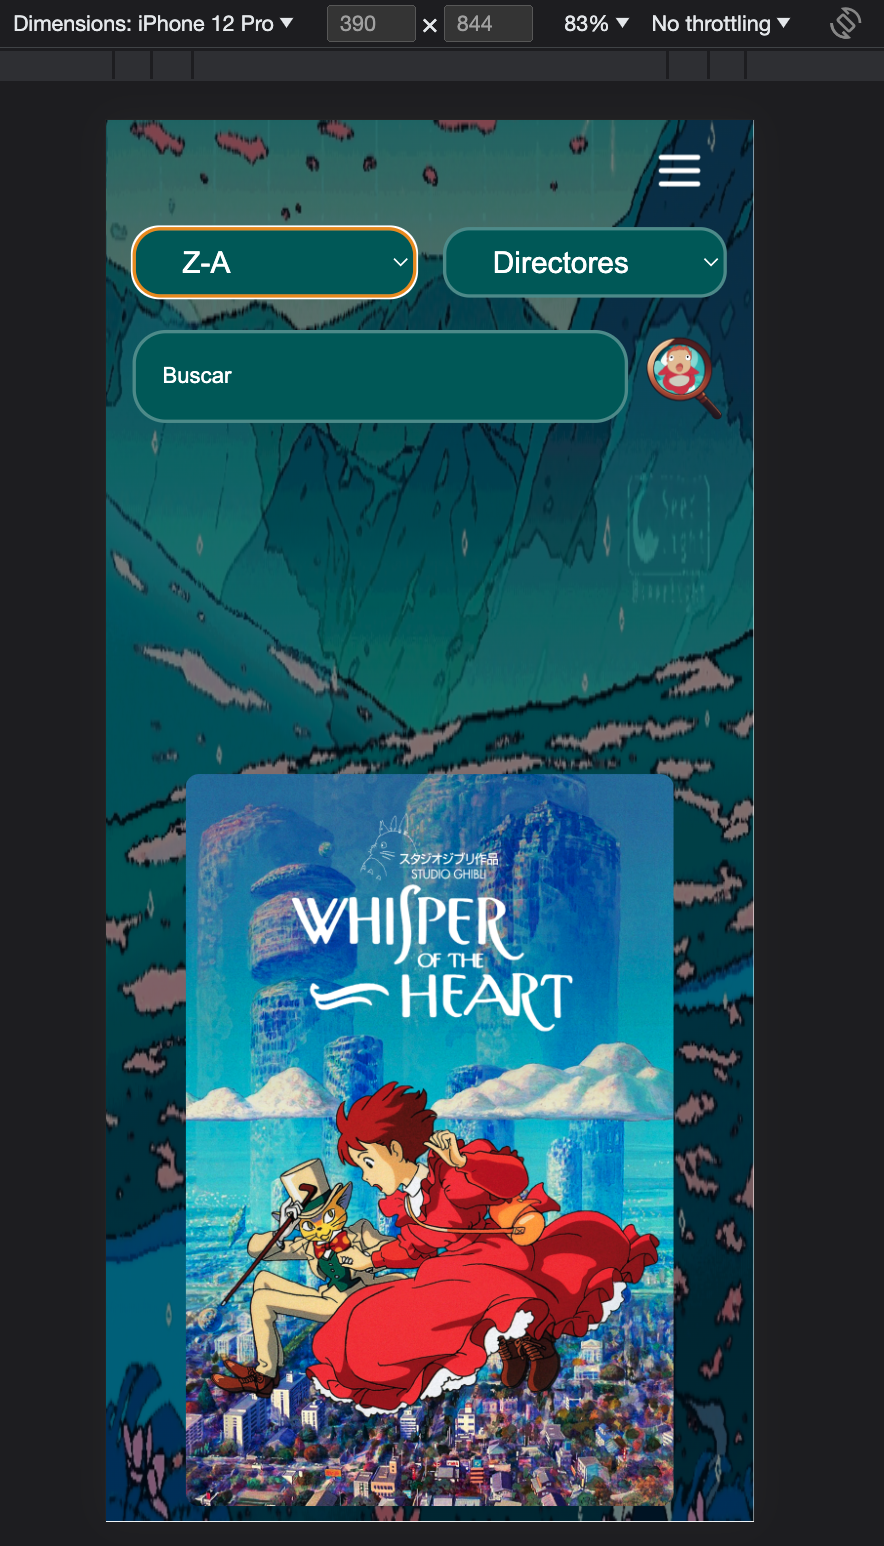 Dimensions: iPhone 12 Pro ▼ 390 × 844 83% ▼ No throttling ▼
Z-A Directores
Buscar
スタジオジブリ作品
STUDIO GHIBLI
WHISPER
OF THE
HEART